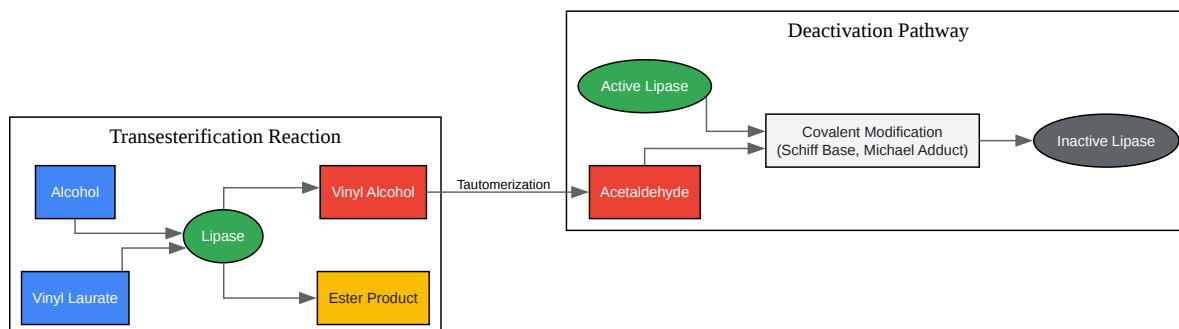 Deactivation Pathway
Active Lipase
Covalent Modification
(Schiff Base, Michael Adduct)
Inactive Lipase
Transesterification Reaction
Alcohol
Vinyl Alcohol
Tautomerization
Acetaldehyde
Lipase
Vinyl Laurate
Ester Product